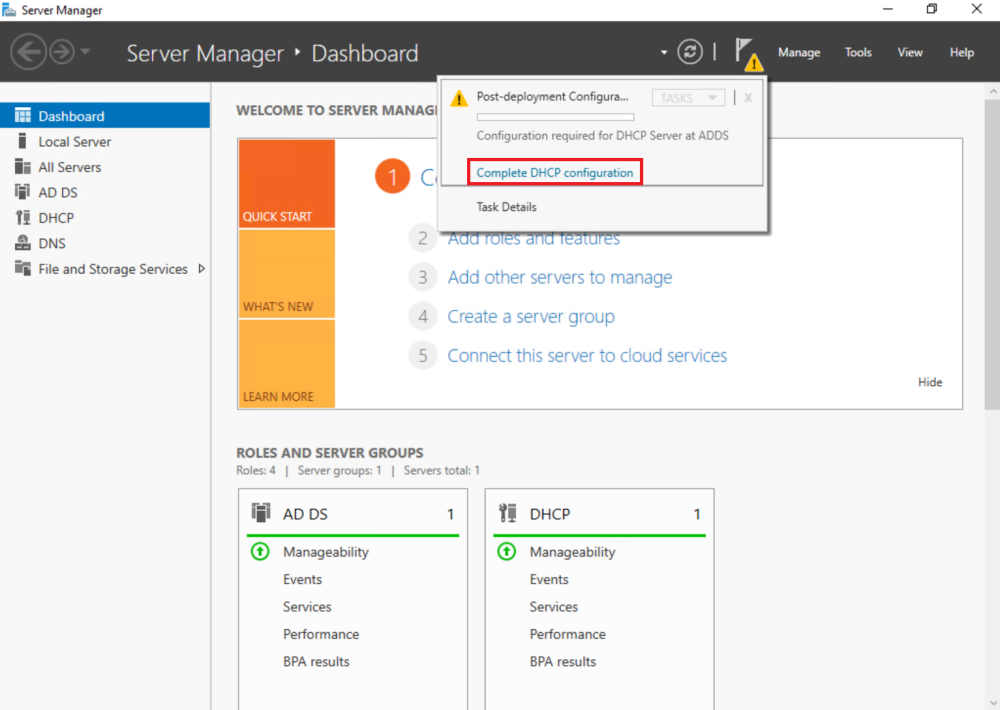 Server Manager
Server Manager ‣ Dashboard
Manage Tools View Help
Dashboard
Local Server
All Servers
AD DS
DHCP
DNS
File and Storage Services
WELCOME TO SERVER MANAG
Post-deployment Configura...
TASKS
X
Configuration required for DHCP Server at ADDS
Complete DHCP configuration
Task Details
QUICK START
WHAT'S NEW
LEARN MORE
1
2 Add roles and features
3 Add other servers to manage
4 Create a server group
5 Connect this server to cloud services
Hide
ROLES AND SERVER GROUPS
Roles: 4 | Server groups: 1 | Servers total: 1
AD DS 1
Manageability
Events
Services
Performance
BPA results
DHCP 1
Manageability
Events
Services
Performance
BPA results